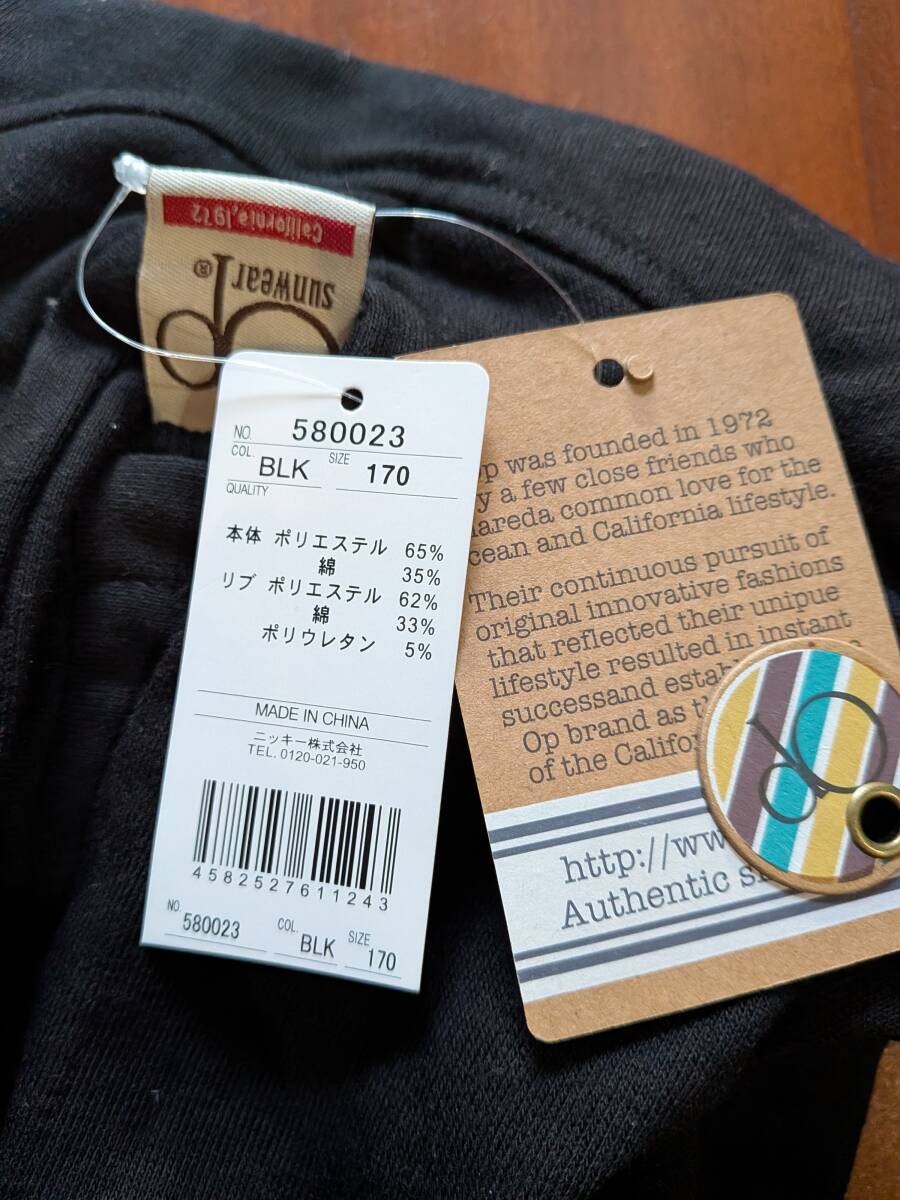 California,1972
sunwear®
op
NO. 580023
COL. BLK SIZE 170
QUALITY
本体 ポリエステル 65%
綿 35%
リブ ポリエステル 62%
綿 33%
ポリウレタン 5%
MADE IN CHINA
ニッキー株式会社
TEL. 0120-021-950
4582527611243
NO. 580023 COL. BLK SIZE 170
p was founded in 1972
y a few close friends who
ared a common love for the
cean and California lifestyle.
Their continuous pursuit of
original innovative fashions
that reflected their unique
lifestyle resulted in instant
successand estab
Op brand as t
of the Califor
http://ww
Authentic s
op